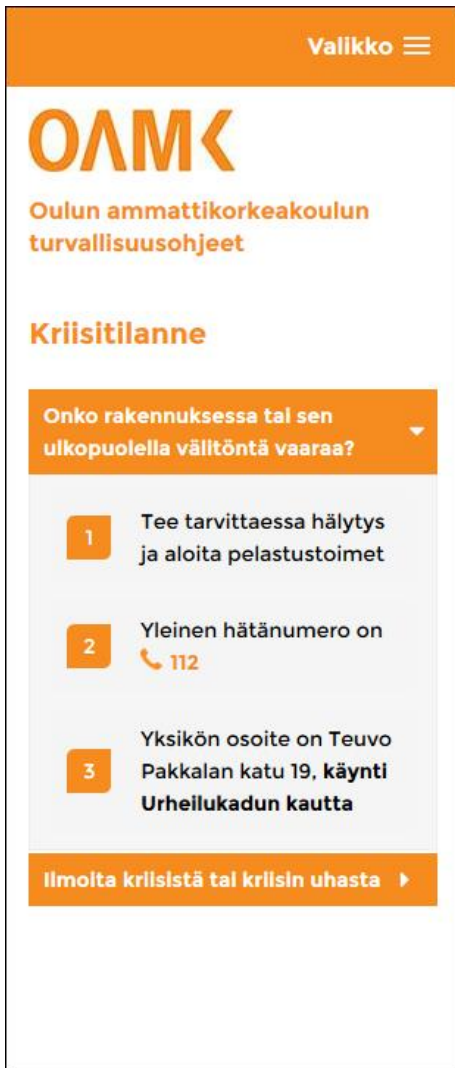 Valikko
OAMK
Oulun ammattikorkeakoulun
turvallisuusohjeet
Kriisitilanne
Onko rakennuksessa tai sen
ulkopuolella välitöntä vaaraa?
1
Tee tarvittaessa hälytys
ja aloita pelastustoimet
2
Yleinen hätänumero on
112
3
Yksikön osoite on Teuvo
Pakkalan katu 19, käynti
Urheilukadun kautta
Ilmoita kriisistä tai kriisin uhasta